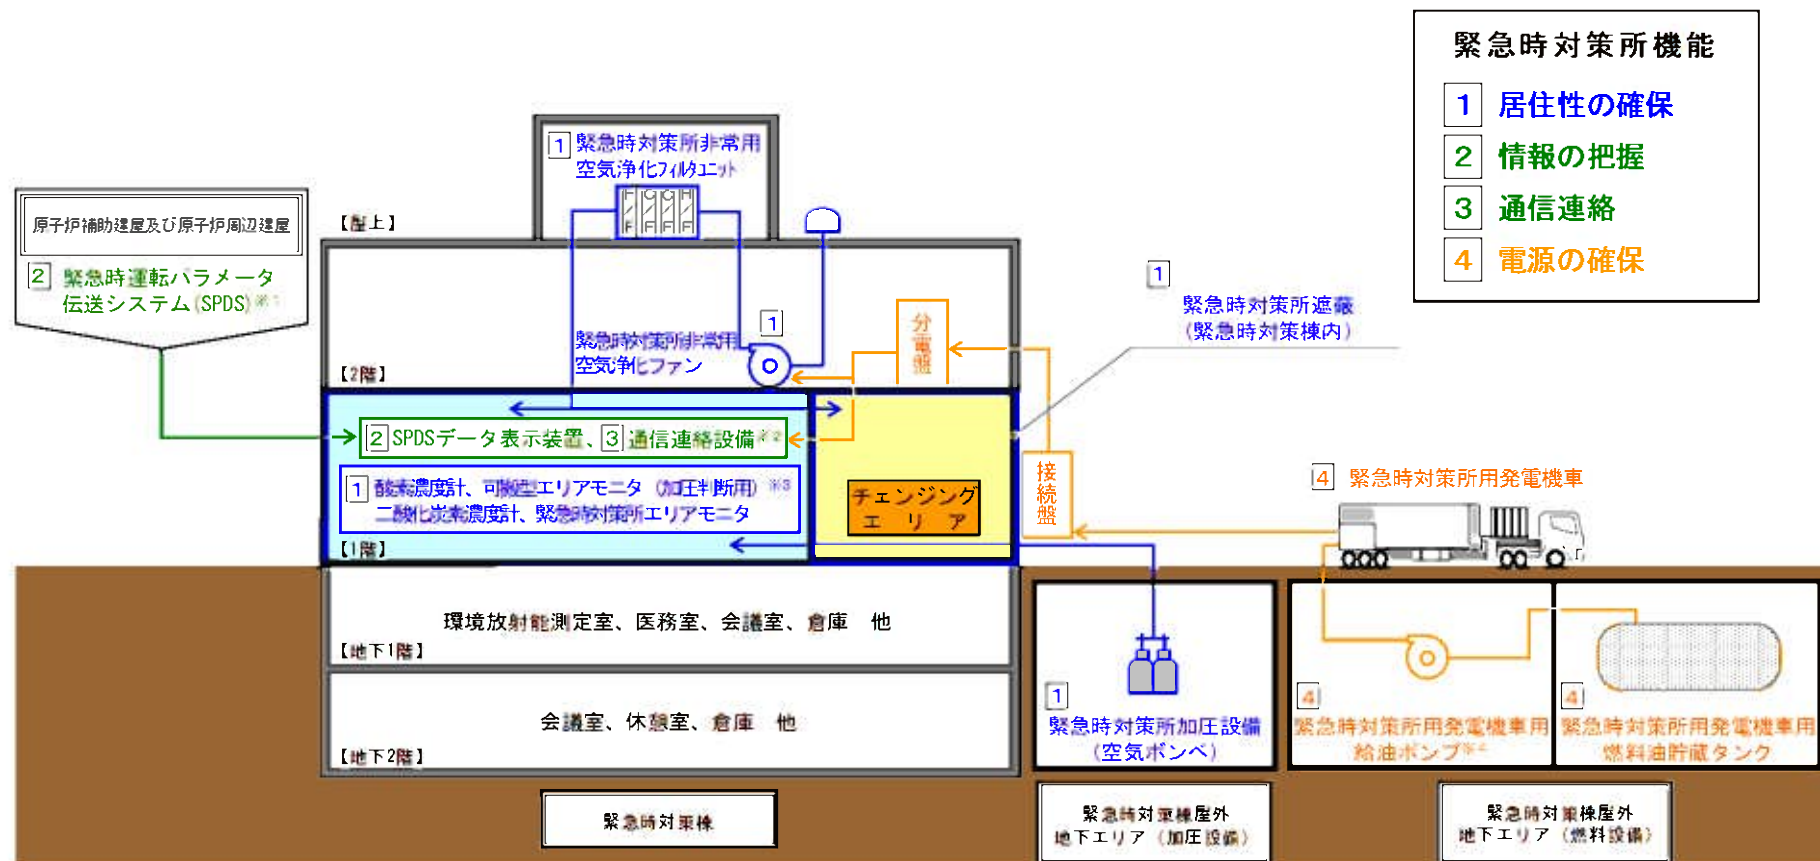 緊急時対策所機能
1 居住性の確保
2 情報の把握
3 通信連絡
4 電源の確保
1 緊急時対策所非常用
空気浄化フィルタユニット
原子炉補助建屋及び原子炉周辺建屋
2 緊急時運転パラメータ
伝送システム(SPDS)※1
【屋上】
1
緊急時対策所非常用
空気浄化ファン
分電盤
【2階】
1
緊急時対策所遮蔽
(緊急時対策棟内)
2 SPDSデータ表示装置、3 通信連絡設備※2
1 酸素濃度計、可搬型エリアモニタ (加圧判断用) ※3
二酸化炭素濃度計、緊急時対策所エリアモニタ
【1階】
チェンジング
エリア
接続盤
4 緊急時対策所用発電機車
環境放射能測定室、医務室、会議室、倉庫 他
【地下1階】
会議室、休憩室、倉庫 他
【地下2階】
1
緊急時対策所加圧設備
(空気ボンベ)
4
緊急時対策所用発電機車用
給油ポンプ※4
4
緊急時対策所用発電機車用
燃料油貯蔵タンク
緊急時対策棟
緊急時対策棟屋外
地下エリア (加圧設備)
緊急時対策棟屋外
地下エリア (燃料設備)